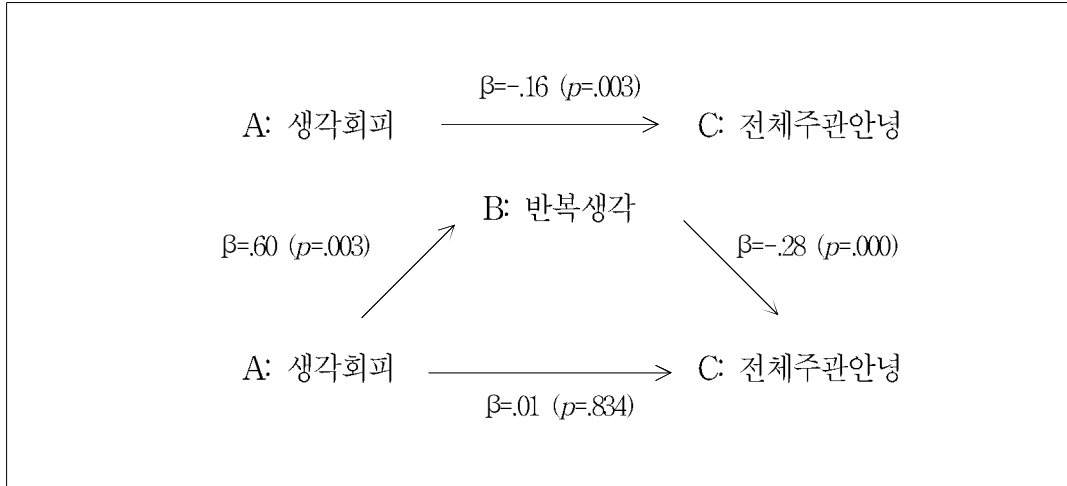 β=-.16 (p=.003)
A: 생각회피 C: 전체주관안녕
B: 반복생각
β=.60 (p=.003) β=-.28 (p=.000)
A: 생각회피 C: 전체주관안녕
β=.01 (p=.834)